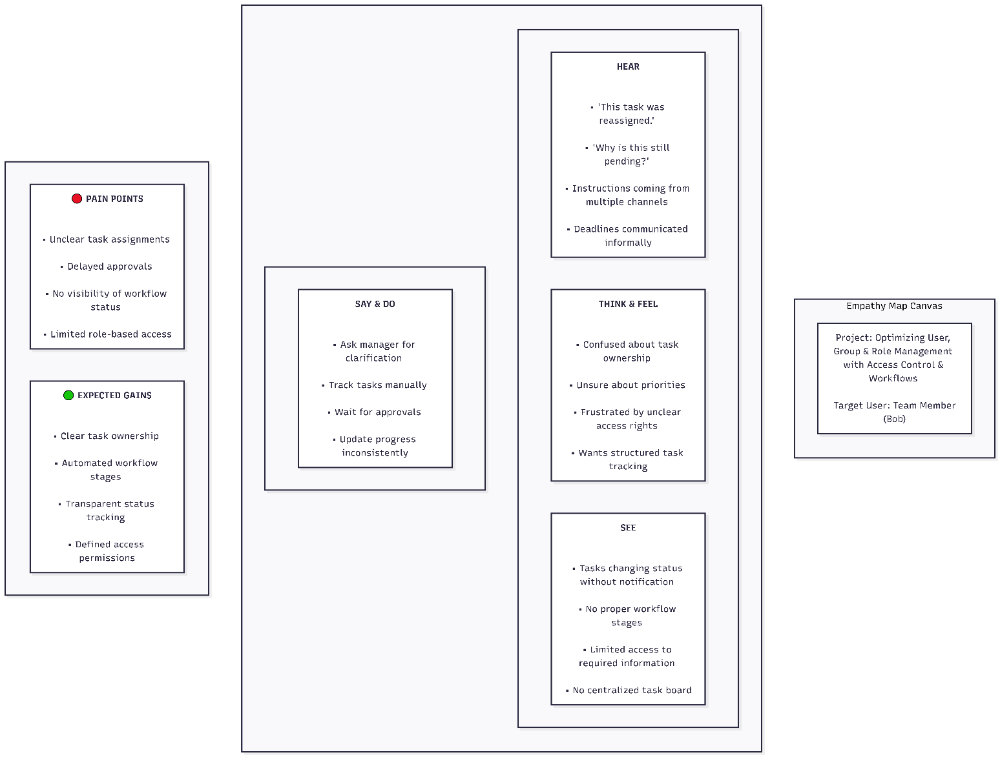 🔴 PAIN POINTS
▪ Unclear task assignments
▪ Delayed approvals
▪ No visibility of workflow
status
▪ Limited role-based access
🟢 EXPECTED GAINS
▪ Clear task ownership
▪ Automated workflow
stages
▪ Transparent status
tracking
▪ Defined access
permissions
SAY & DO
▪ Ask manager for
clarification
▪ Track tasks manually
▪ Wait for approvals
▪ Update progress
inconsistently
HEAR
▪ 'This task was
reassigned.'
▪ 'Why is this still
pending?'
▪ Instructions coming from
multiple channels
▪ Deadlines communicated
informally
THINK & FEEL
▪ Confused about task
ownership
▪ Unsure about priorities
▪ Frustrated by unclear
access rights
▪ Wants structured task
tracking
SEE
▪ Tasks changing status
without notification
▪ No proper workflow
stages
▪ Limited access to
required information
▪ No centralized task board
Empathy Map Canvas
Project: Optimizing User,
Group & Role Management
with Access Control &
Workflows
Target User: Team Member
(Bob)